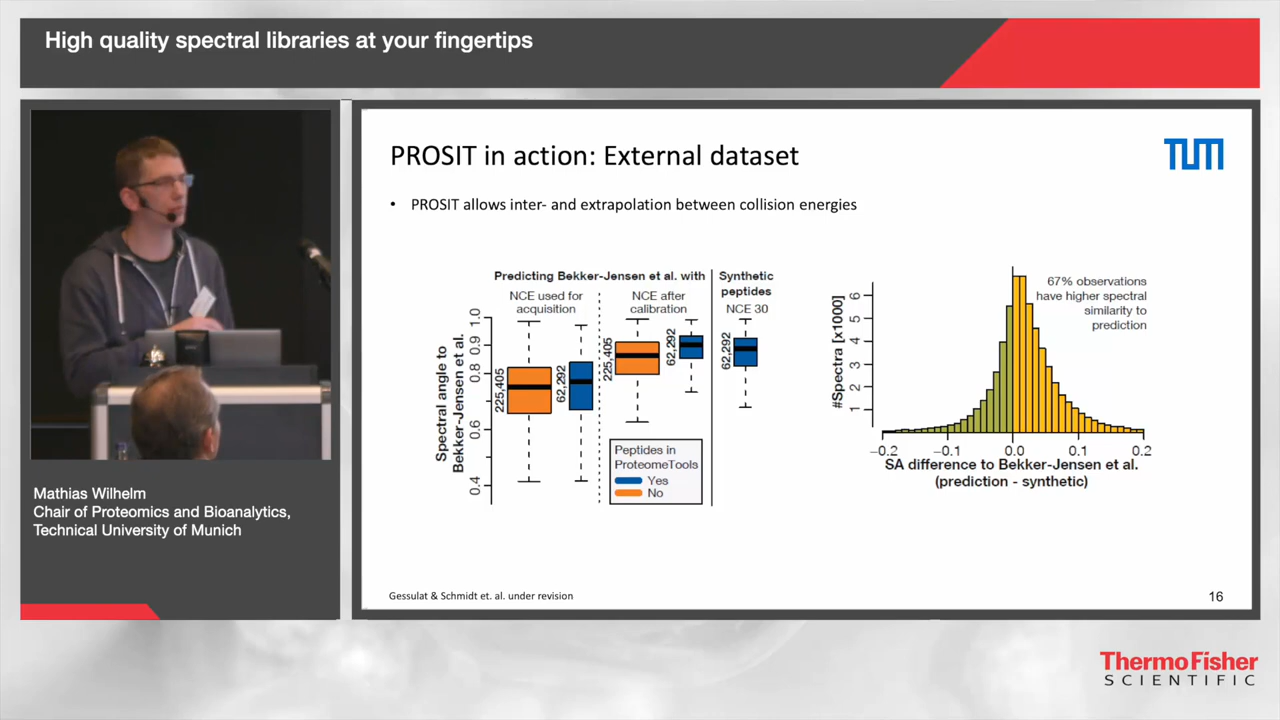 High quality spectral libraries at your fingertips
PROSIT in action: External dataset
TUM
• PROSIT allows inter- and extrapolation between collision energies
Predicting Bekker-Jensen et al. with
NCE used for
acquisition
NCE after
calibration
Synthetic
peptides
NCE 30
Spectral angle to
Bekker-Jensen et al.
1.0
0.9
0.8
0.6
0.4
225,405
62,292
225,405
62,292
62,292
Peptides in
ProteomeTools
Yes
No
67% observations
have higher spectral
similarity to
prediction
#Spectra [x1000]
6
5
4
3
2
1
−0.2 −0.1 0.0 0.1 0.2
SA difference to Bekker-Jensen et al.
(prediction - synthetic)
Gessulat & Schmidt et. al. under revision
16
Mathias Wilhelm
Chair of Proteomics and Bioanalytics,
Technical University of Munich
ThermoFisher
SCIENTIFIC